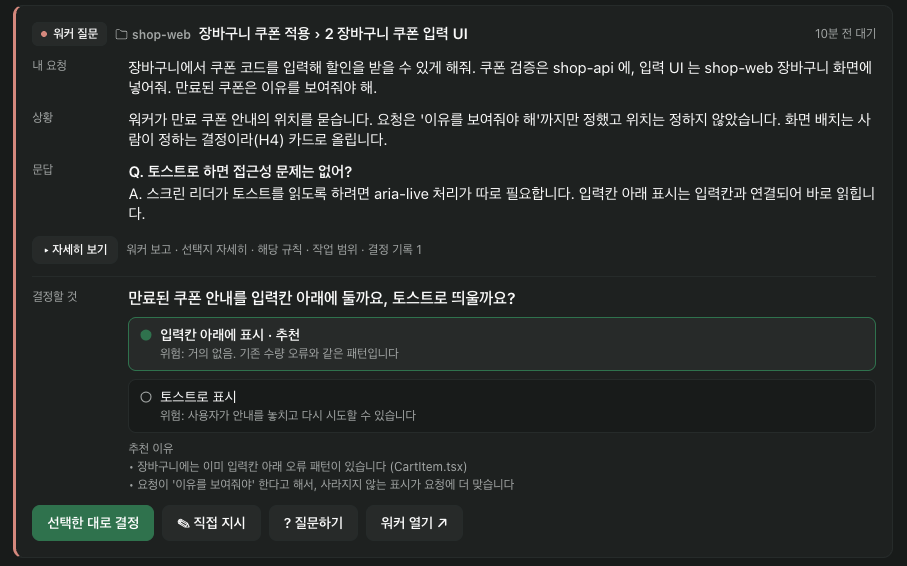 • 워커 질문 shop-web 장바구니 쿠폰 적용 › 2 장바구니 쿠폰 입력 UI 10분 전 대기
내 요청 장바구니에서 쿠폰 코드를 입력해 할인을 받을 수 있게 해줘. 쿠폰 검증은 shop-api 에, 입력 UI 는 shop-web 장바구니 화면에
넣어줘. 만료된 쿠폰은 이유를 보여줘야 해.
상황 워커가 만료 쿠폰 안내의 위치를 묻습니다. 요청은 '이유를 보여줘야 해'까지만 정했고 위치는 정하지 않았습니다. 화면 배치는 사
람이 정하는 결정이라(H4) 카드로 올립니다.
문답 Q. 토스트로 하면 접근성 문제는 없어?
A. 스크린 리더가 토스트를 읽도록 하려면 aria-live 처리가 따로 필요합니다. 입력칸 아래 표시는 입력칸과 연결되어 바로 읽힙니
다.
▸ 자세히 보기 워커 보고 · 선택지 자세히 · 해당 규칙 · 작업 범위 · 결정 기록 1
결정할 것 만료된 쿠폰 안내를 입력칸 아래에 둘까요, 토스트로 띄울까요?
입력칸 아래에 표시 · 추천
위험: 거의 없음. 기존 수량 오류와 같은 패턴입니다
토스트로 표시
위험: 사용자가 안내를 놓치고 다시 시도할 수 있습니다
추천 이유
• 장바구니에는 이미 입력칸 아래 오류 패턴이 있습니다 (CartItem.tsx)
• 요청이 '이유를 보여줘야' 한다고 해서, 사라지지 않는 표시가 요청에 더 맞습니다
선택한 대로 결정 ✎ 직접 지시 ? 질문하기 워커 열기 ↗